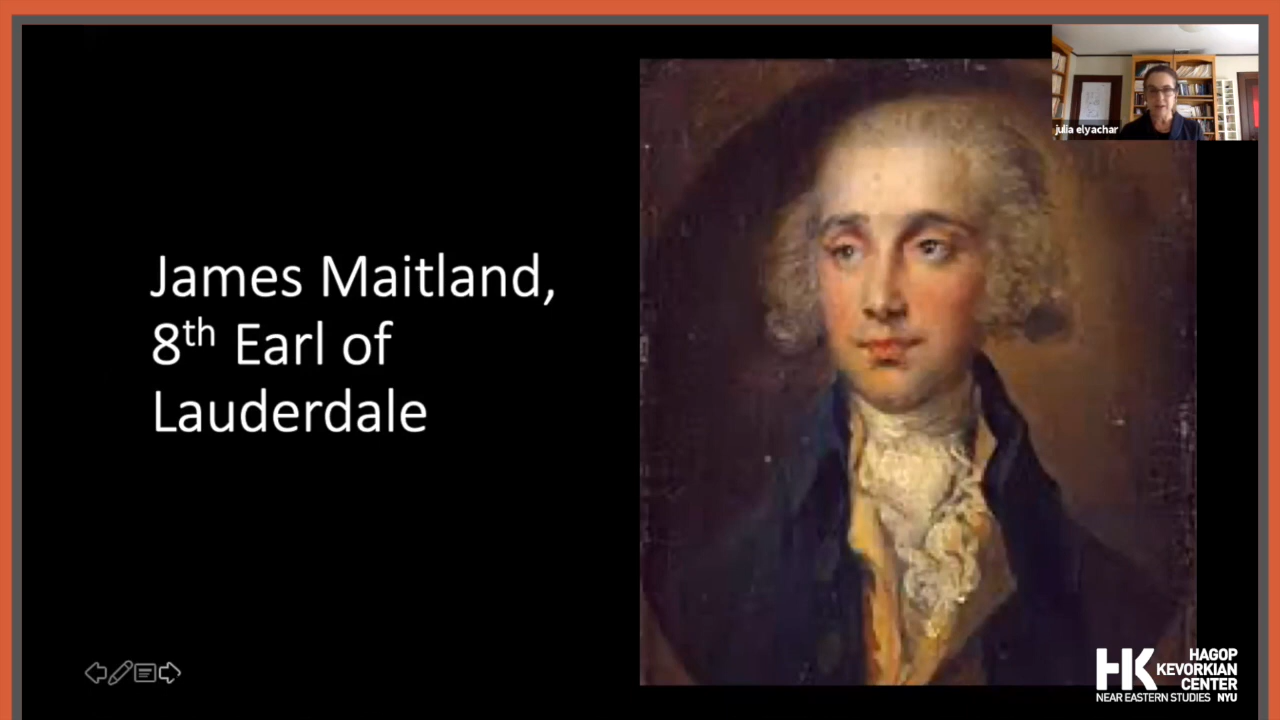 James Maitland,
8th Earl of
Lauderdale
julia elyachar
HK
HAGOP
KEVORKIAN
CENTER
NEAR EASTERN STUDIES NYU